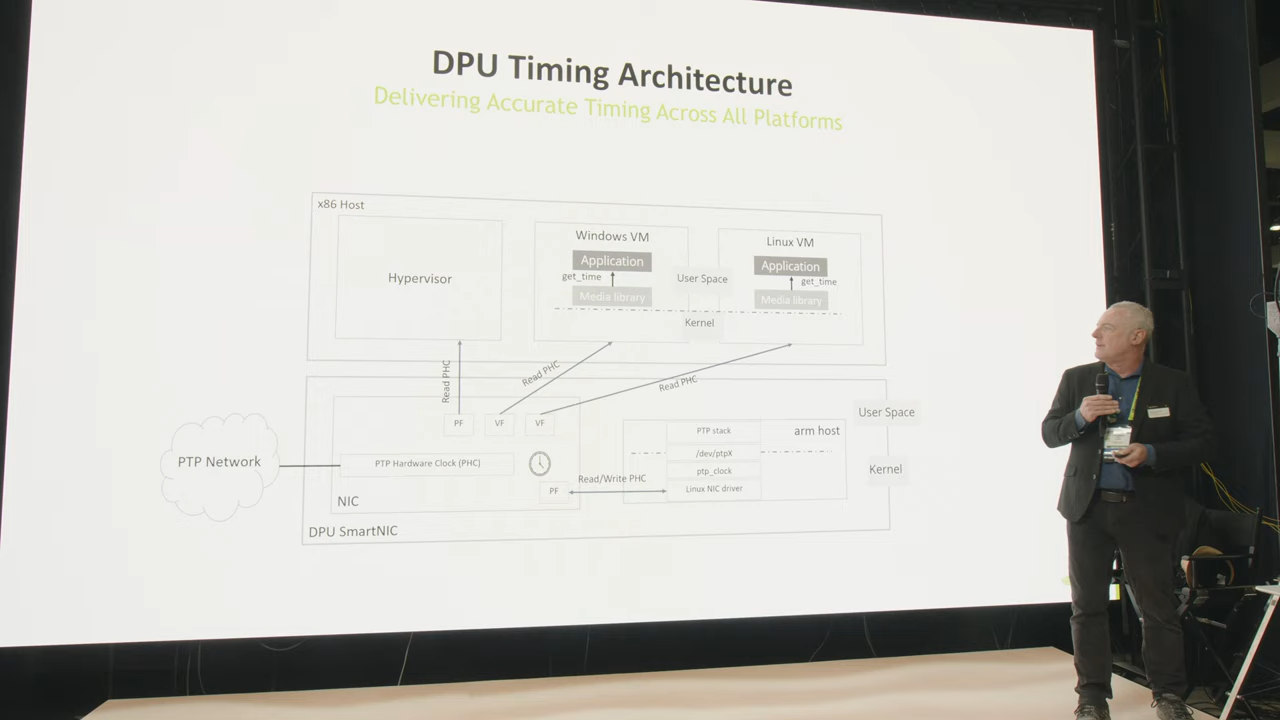 DPU Timing Architecture
Delivering Accurate Timing Across All Platforms
x86 Host
Hypervisor
Windows VM
Application
get_time
Media library
User Space
Kernel
Linux VM
Application
get_time
Media library
Read PHC
Read PHC
Read PHC
PF
VF
VF
PTP Network
PTP Hardware Clock (PHC)
NIC
PF
Read/Write PHC
PTP stack
/dev/ptpX
ptp_clock
Linux NIC driver
arm host
User Space
Kernel
DPU SmartNIC